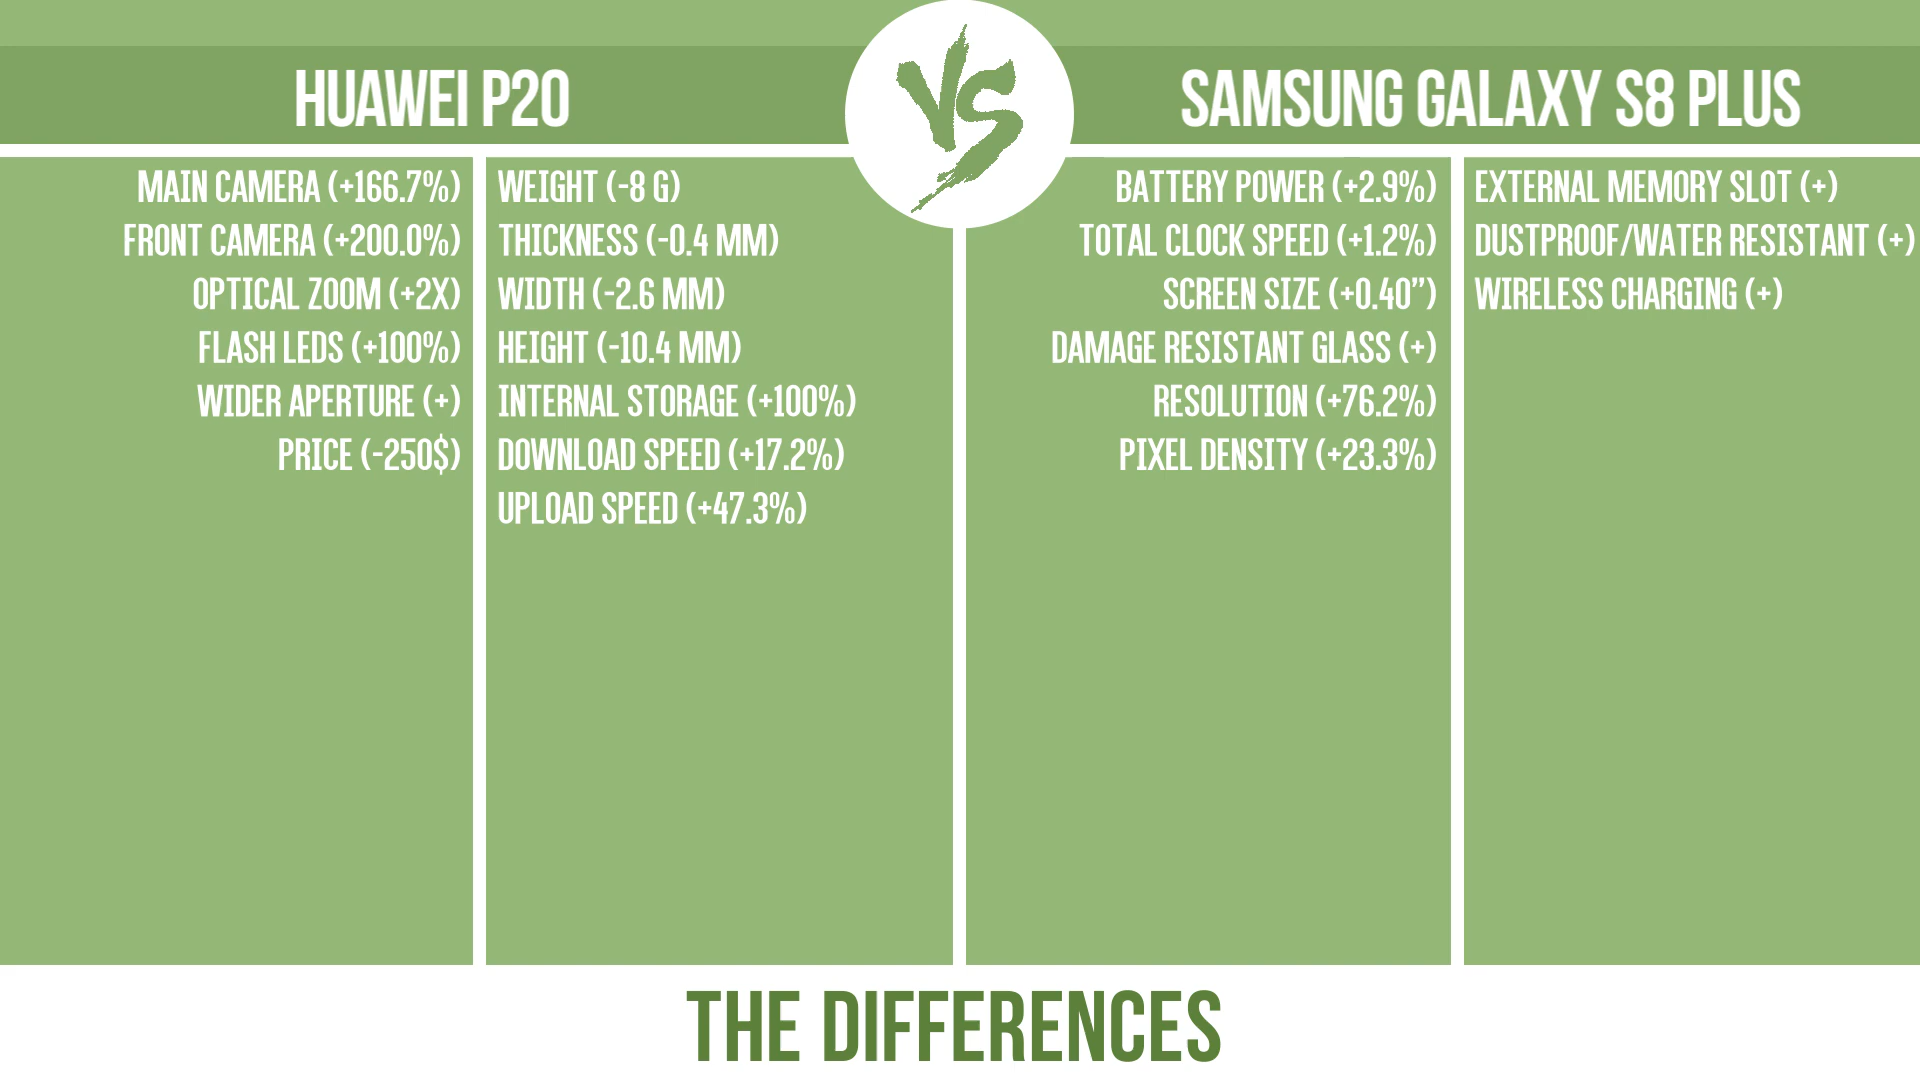 HUAWEI P20
VS
SAMSUNG GALAXY S8 PLUS
MAIN CAMERA (+166.7%)
FRONT CAMERA (+200.0%)
OPTICAL ZOOM (+2X)
FLASH LEDS (+100%)
WIDER APERTURE (+)
PRICE (-250$)
WEIGHT (-8 G)
THICKNESS (-0.4 MM)
WIDTH (-2.6 MM)
HEIGHT (-10.4 MM)
INTERNAL STORAGE (+100%)
DOWNLOAD SPEED (+17.2%)
UPLOAD SPEED (+47.3%)
BATTERY POWER (+2.9%)
TOTAL CLOCK SPEED (+1.2%)
SCREEN SIZE (+0.40”)
DAMAGE RESISTANT GLASS (+)
RESOLUTION (+76.2%)
PIXEL DENSITY (+23.3%)
EXTERNAL MEMORY SLOT (+)
DUSTPROOF/WATER RESISTANT (+)
WIRELESS CHARGING (+)
THE DIFFERENCES